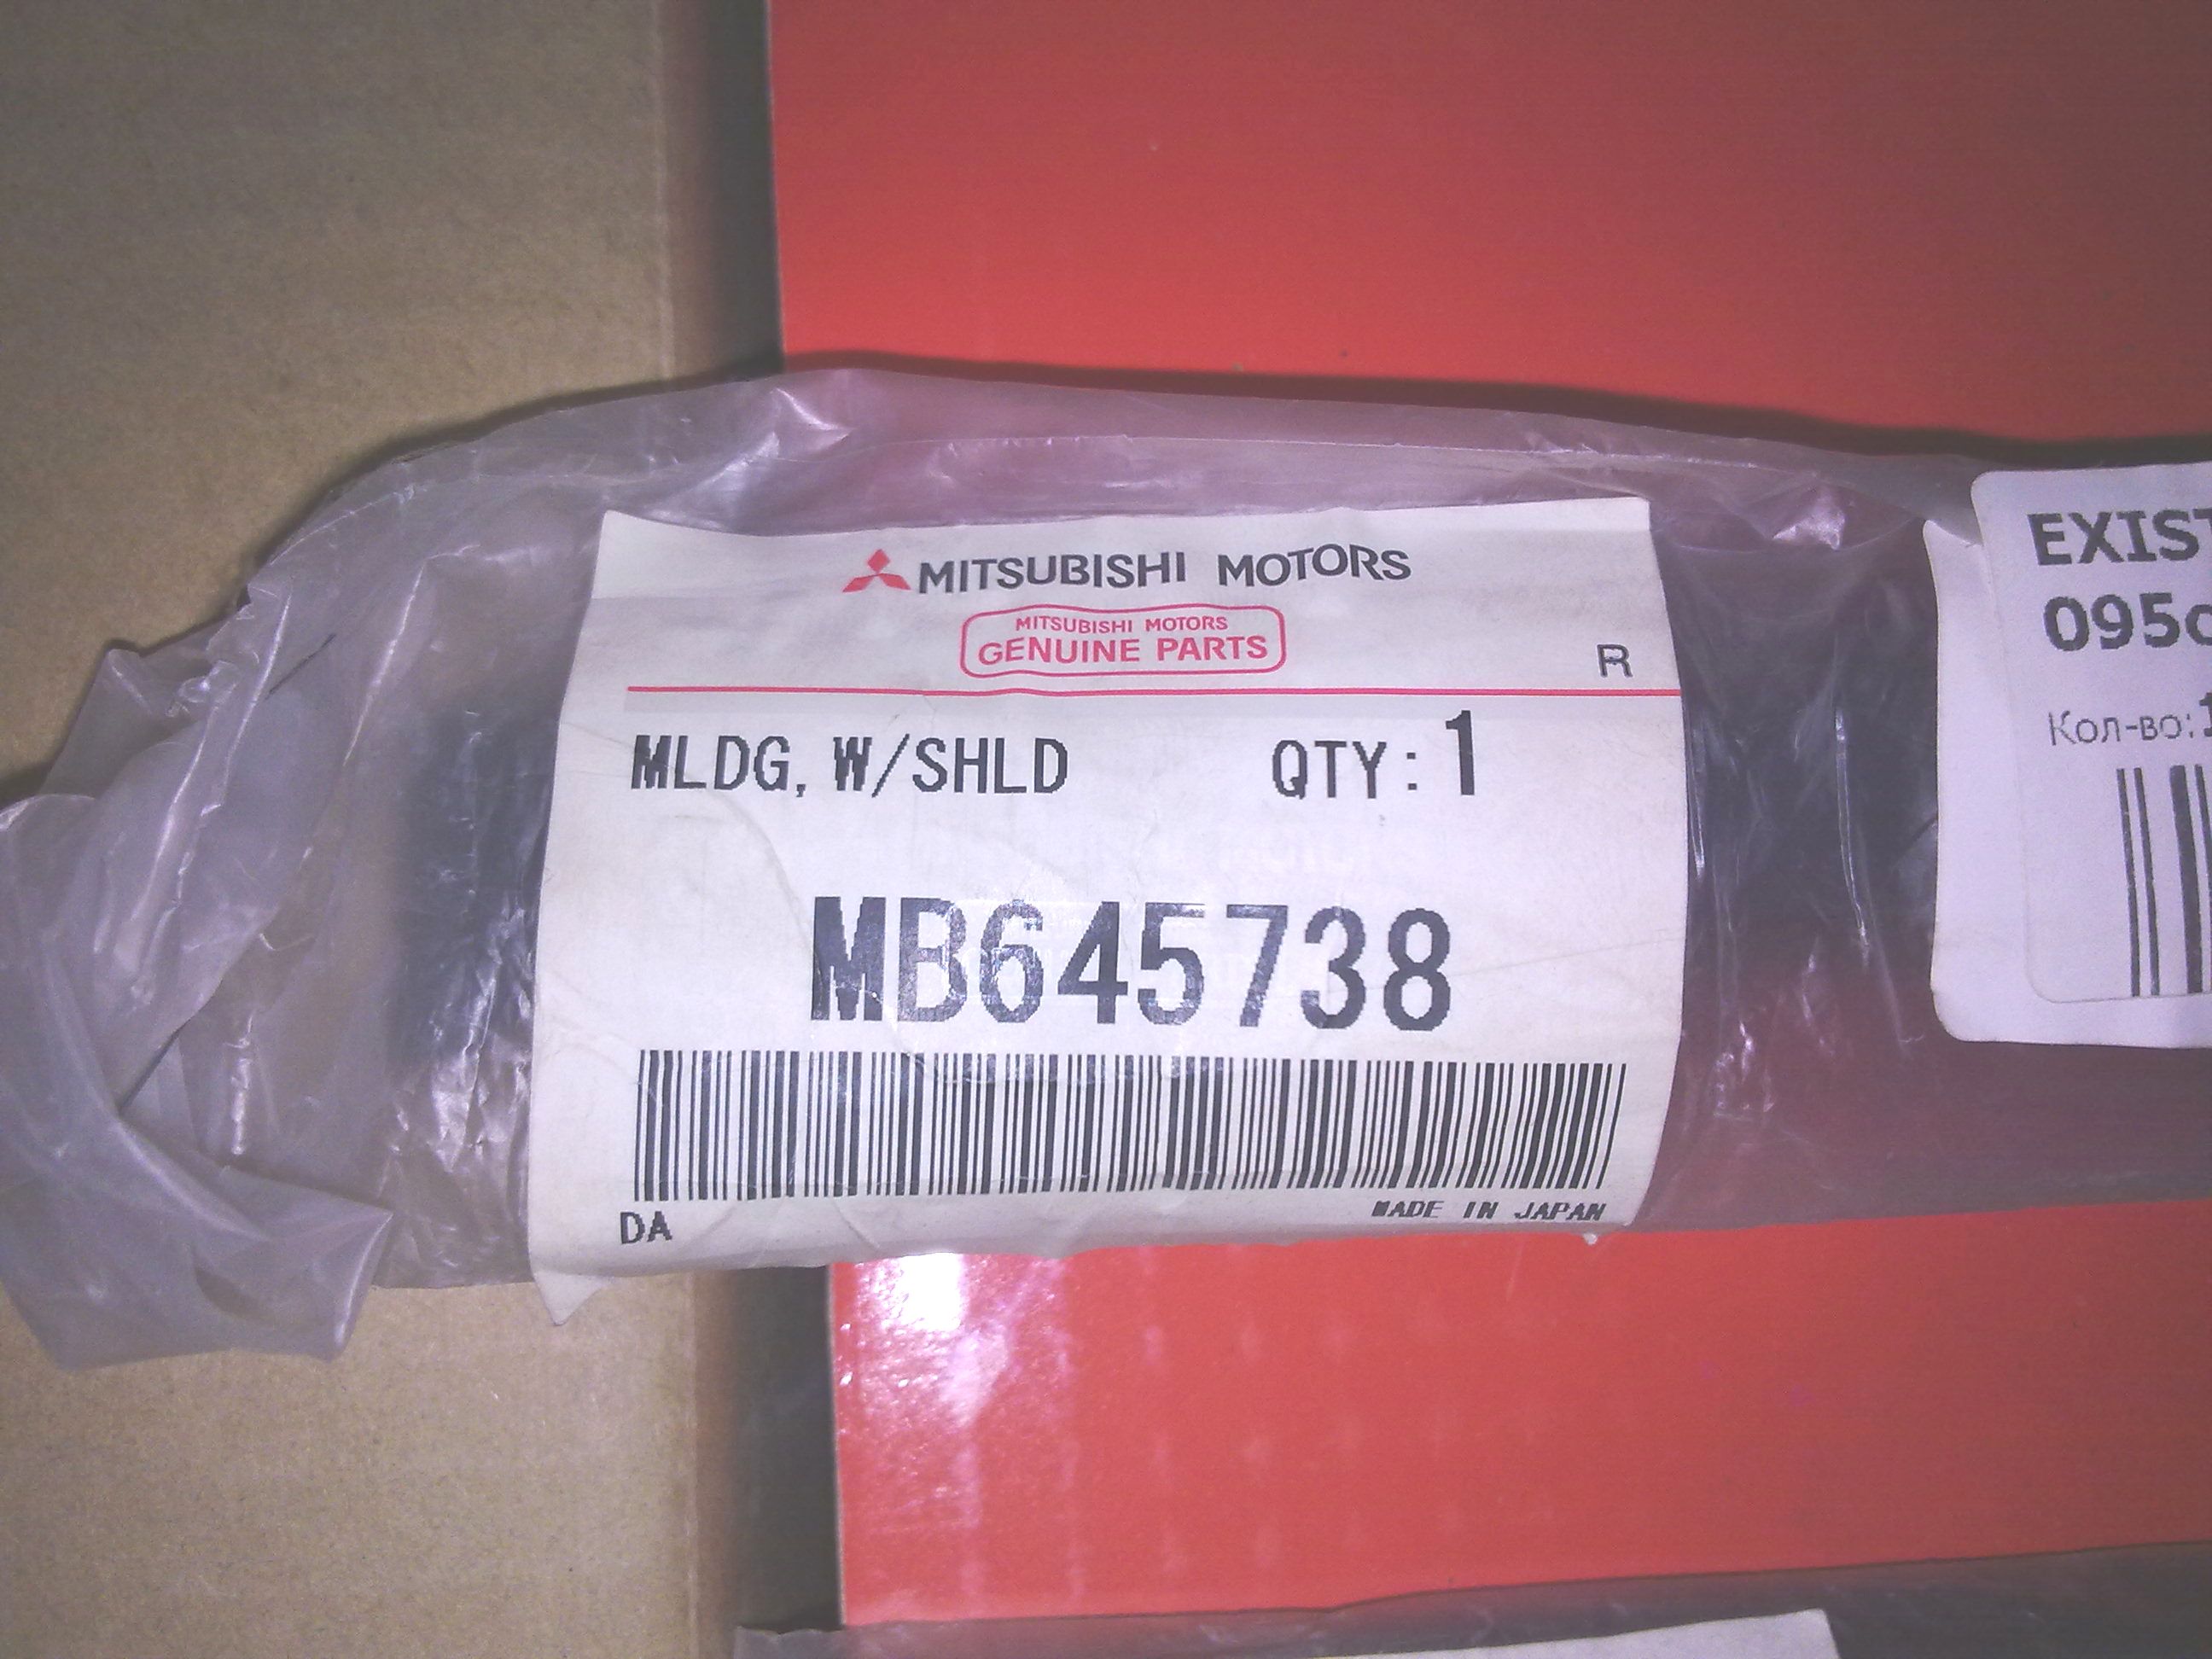 MITSUBISHI MOTORS
MITSUBISHI MOTORS
GENUINE PARTS
R
MLDG, W/SHLD QTY: 1
MB645738
DA
MADE IN JAPAN
EXIST
095
Кол-во:1